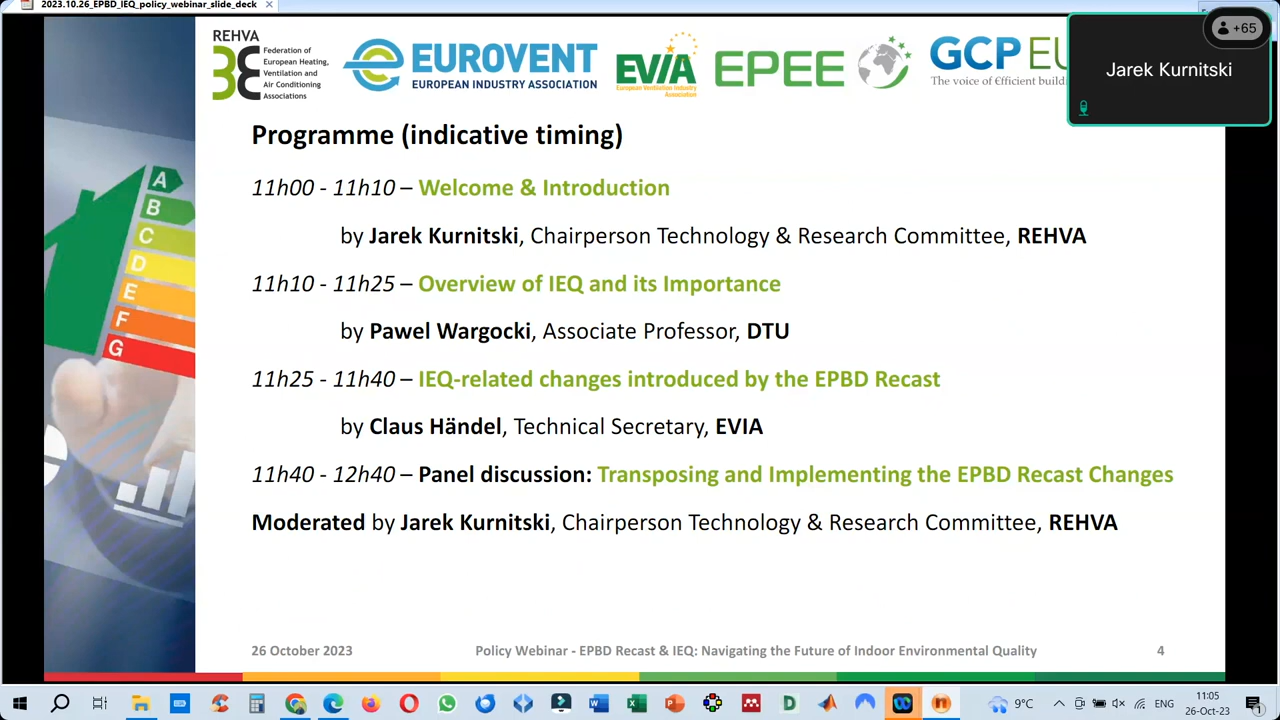 2023.10.26_EPBD_IEQ_policy_webinar_slide_deck
+65
Jarek Kurnitski
REHVA
Federation of
European Heating,
Ventilation and
Air Conditioning
Associations
EUROVENT
EUROPEAN INDUSTRY ASSOCIATION
EVIA
European Ventilation Industry
Association
EPEE
GCP EU
The voice of €fficient build
Programme (indicative timing)
11h00 - 11h10 – Welcome & Introduction
by Jarek Kurnitski, Chairperson Technology & Research Committee, REHVA
11h10 - 11h25 – Overview of IEQ and its Importance
by Pawel Wargocki, Associate Professor, DTU
11h25 - 11h40 – IEQ-related changes introduced by the EPBD Recast
by Claus Händel, Technical Secretary, EVIA
11h40 - 12h40 – Panel discussion: Transposing and Implementing the EPBD Recast Changes
Moderated by Jarek Kurnitski, Chairperson Technology & Research Committee, REHVA
A
B
C
D
E
F
G
26 October 2023
Policy Webinar - EPBD Recast & IEQ: Navigating the Future of Indoor Environmental Quality
4
9°C
ENG
11:05
26-Oct-23
1